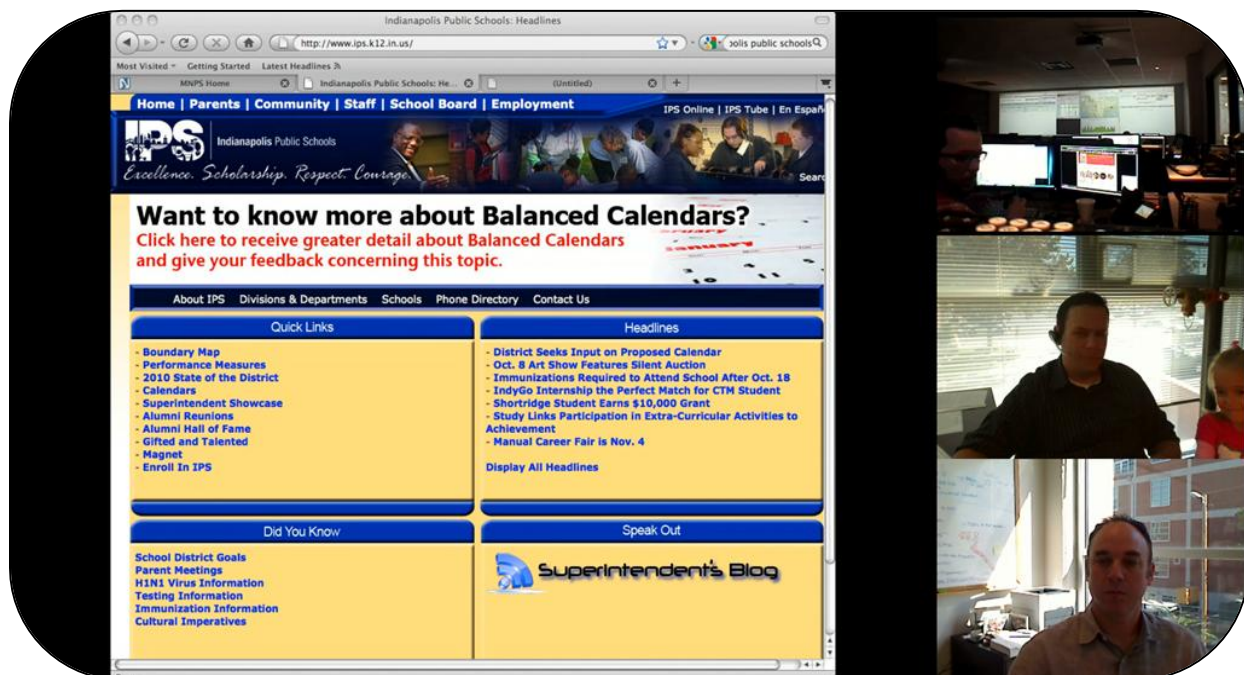 Indianapolis Public Schools: Headlines
http://www.ips.k12.in.us/
olis public schools
Most Visited Getting Started Latest Headlines
MNPS Home Indianapolis Public Schools: He... (Untitled)
Home | Parents | Community | Staff | School Board | Employment
IPS Online | IPS Tube | En Españ
IPS Indianapolis Public Schools
Excellence. Scholarship. Respect. Courage.
Searc
Want to know more about Balanced Calendars?
Click here to receive greater detail about Balanced Calendars
and give your feedback concerning this topic.
About IPS Divisions & Departments Schools Phone Directory Contact Us
Quick Links
- Boundary Map
- Performance Measures
- 2010 State of the District
- Calendars
- Superintendent Showcase
- Alumni Reunions
- Alumni Hall of Fame
- Gifted and Talented
- Magnet
- Enroll In IPS
Headlines
- District Seeks Input on Proposed Calendar
- Oct. 8 Art Show Features Silent Auction
- Immunizations Required to Attend School After Oct. 18
- IndyGo Internship the Perfect Match for CTM Student
- Shortridge Student Earns $10,000 Grant
- Study Links Participation in Extra-Curricular Activities to
Achievement
- Manual Career Fair is Nov. 4
Display All Headlines
Did You Know
School District Goals
Parent Meetings
H1N1 Virus Information
Testing Information
Immunization Information
Cultural Imperatives
Speak Out
Superintendent's Blog